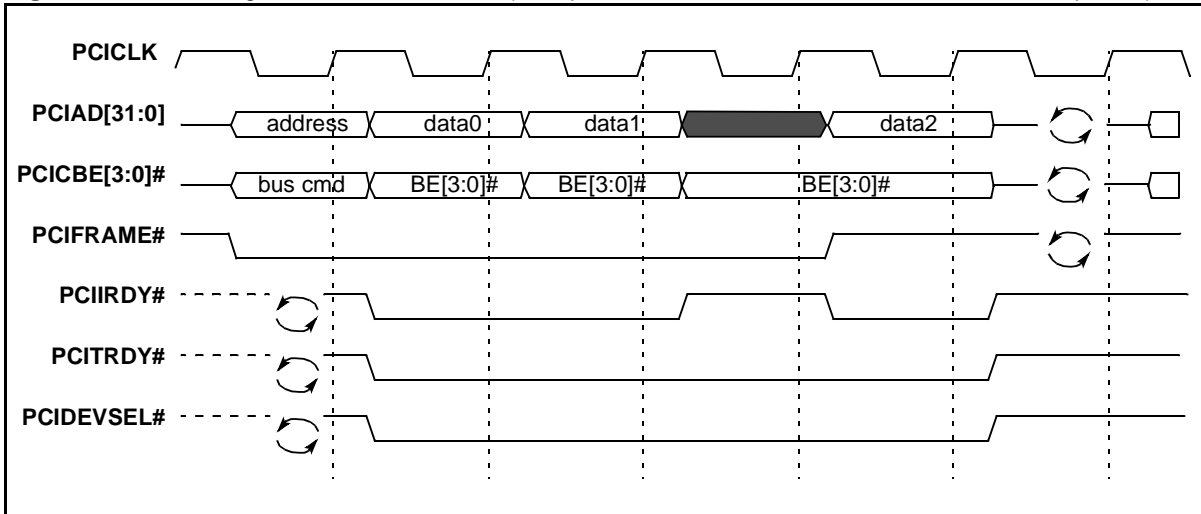 PCICLK
PCIAD[31:0] address data0 data1 data2
PCICBE[3:0]# bus cmd BE[3:0]# BE[3:0]# BE[3:0]#
PCIFRAME#
PCIIRDY#
PCITRDY#
PCIDEVSEL#